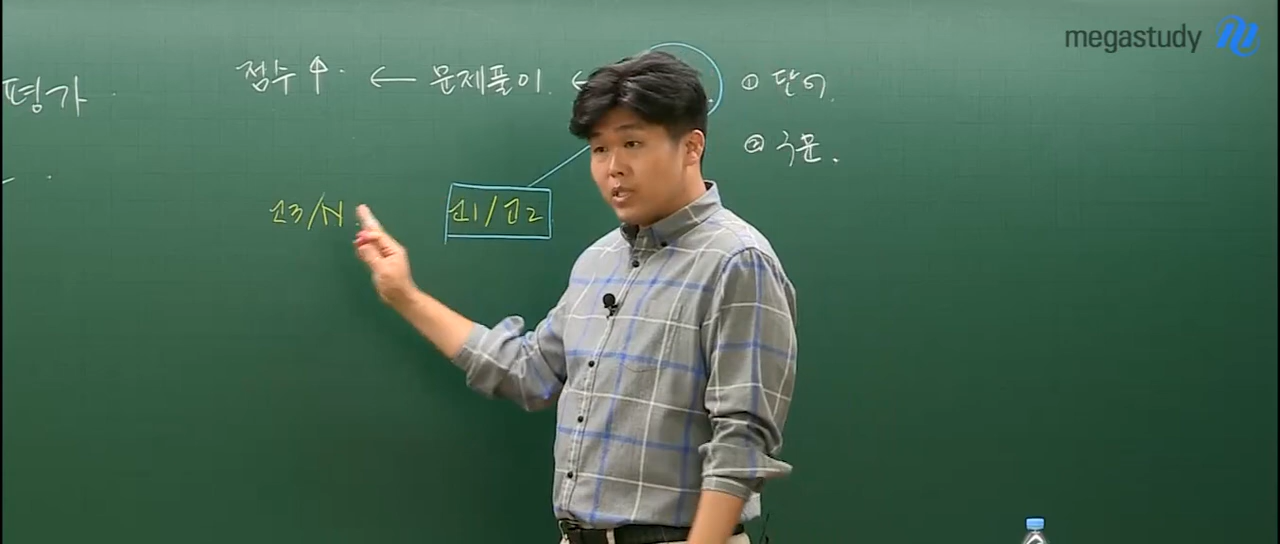 megastudy
평가
점수↑. ← 문제풀이. ←
① 단어.
② 구문.
고3/N
고1/고2